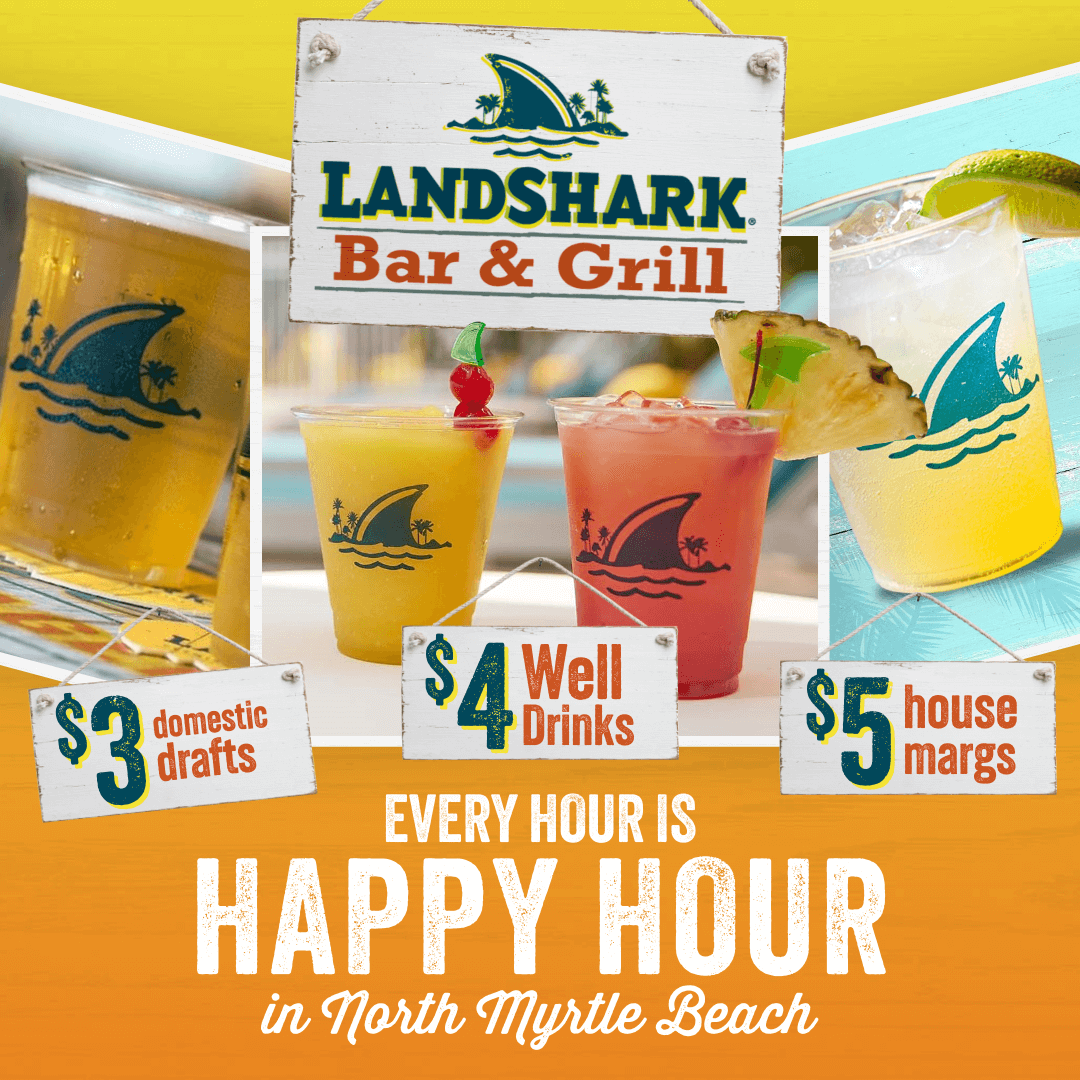 LANDSHARK®
Bar & Grill
$3 domestic
drafts
$4 Well
Drinks
$5 house
margs
EVERY HOUR IS
HAPPY HOUR
in North Myrtle Beach